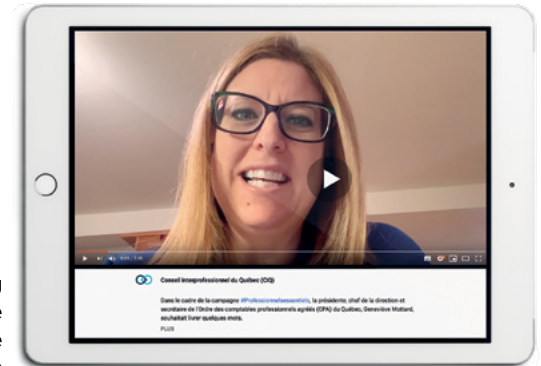 Conseil interprofessionnel du Québec (CIQ)
Dans le cadre de la campagne #Professionnelsessentiels, la présidente, chef de la direction et
secrétaire de l'Ordre des comptables professionnels agréés (CPA) du Québec, Geneviève Mottard,
souhaitait livrer quelques mots.
PLUS